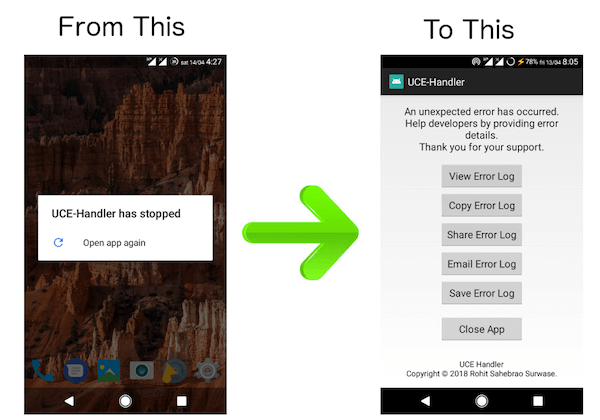 From This
To This
sat 14/04 4:27
UCE-Handler has stopped
Open app again
78% fri 13/04 8:05
UCE-Handler
An unexpected error has occurred.
Help developers by providing error
details.
Thank you for your support.
View Error Log
Copy Error Log
Share Error Log
Email Error Log
Save Error Log
Close App
UCE Handler
Copyright © 2018 Rohit Sahebrao Surwase.